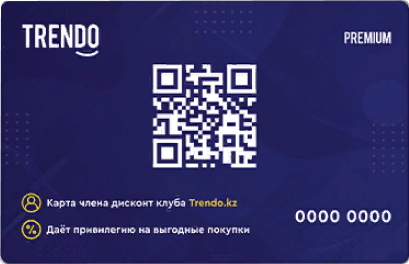 TRENDO
PREMIUM
Карта члена дисконт клуба Trendo.kz
0000 0000
Даёт привилегию на выгодные покупки